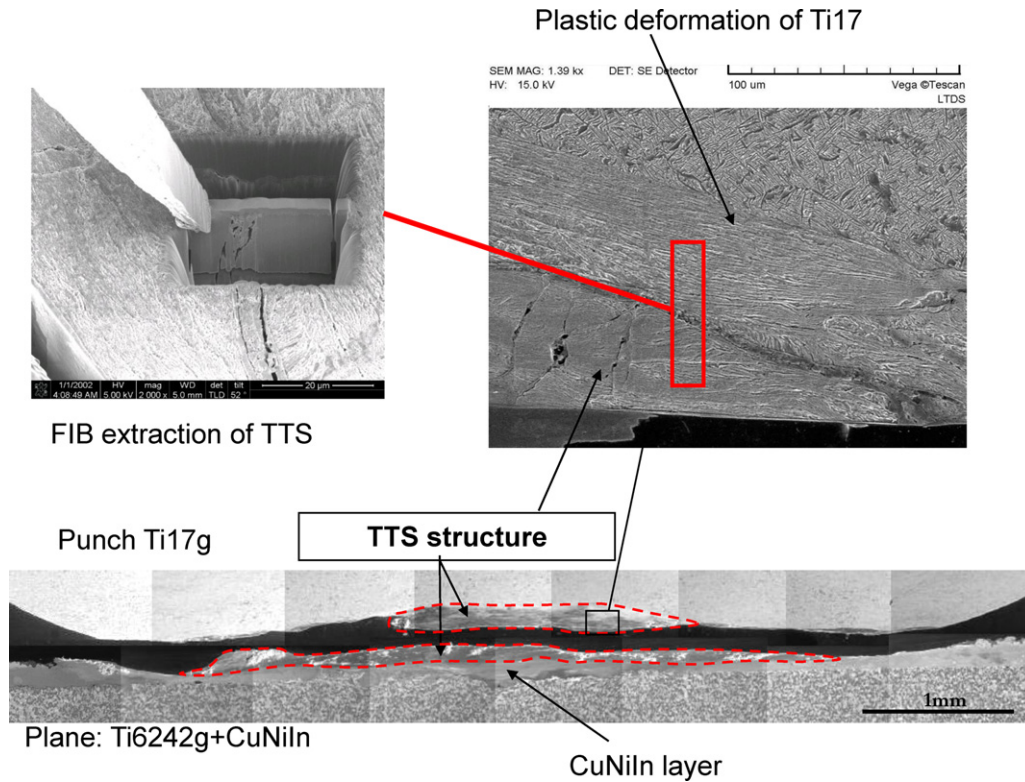 Plastic deformation of Ti17
SEM MAG: 1.39 kx DET: SE Detector
HV: 15.0 kV 100 um Vega ©Tescan
LTDS
1/1/2002 HV mag WD det tilt 20 µm
4:08:49 AM 5.00 kV 2 000 x 5.0 mm TLD 52°
FIB extraction of TTS
TTS structure
Punch Ti17g
1mm
Plane: Ti6242g+CuNiIn
CuNiIn layer